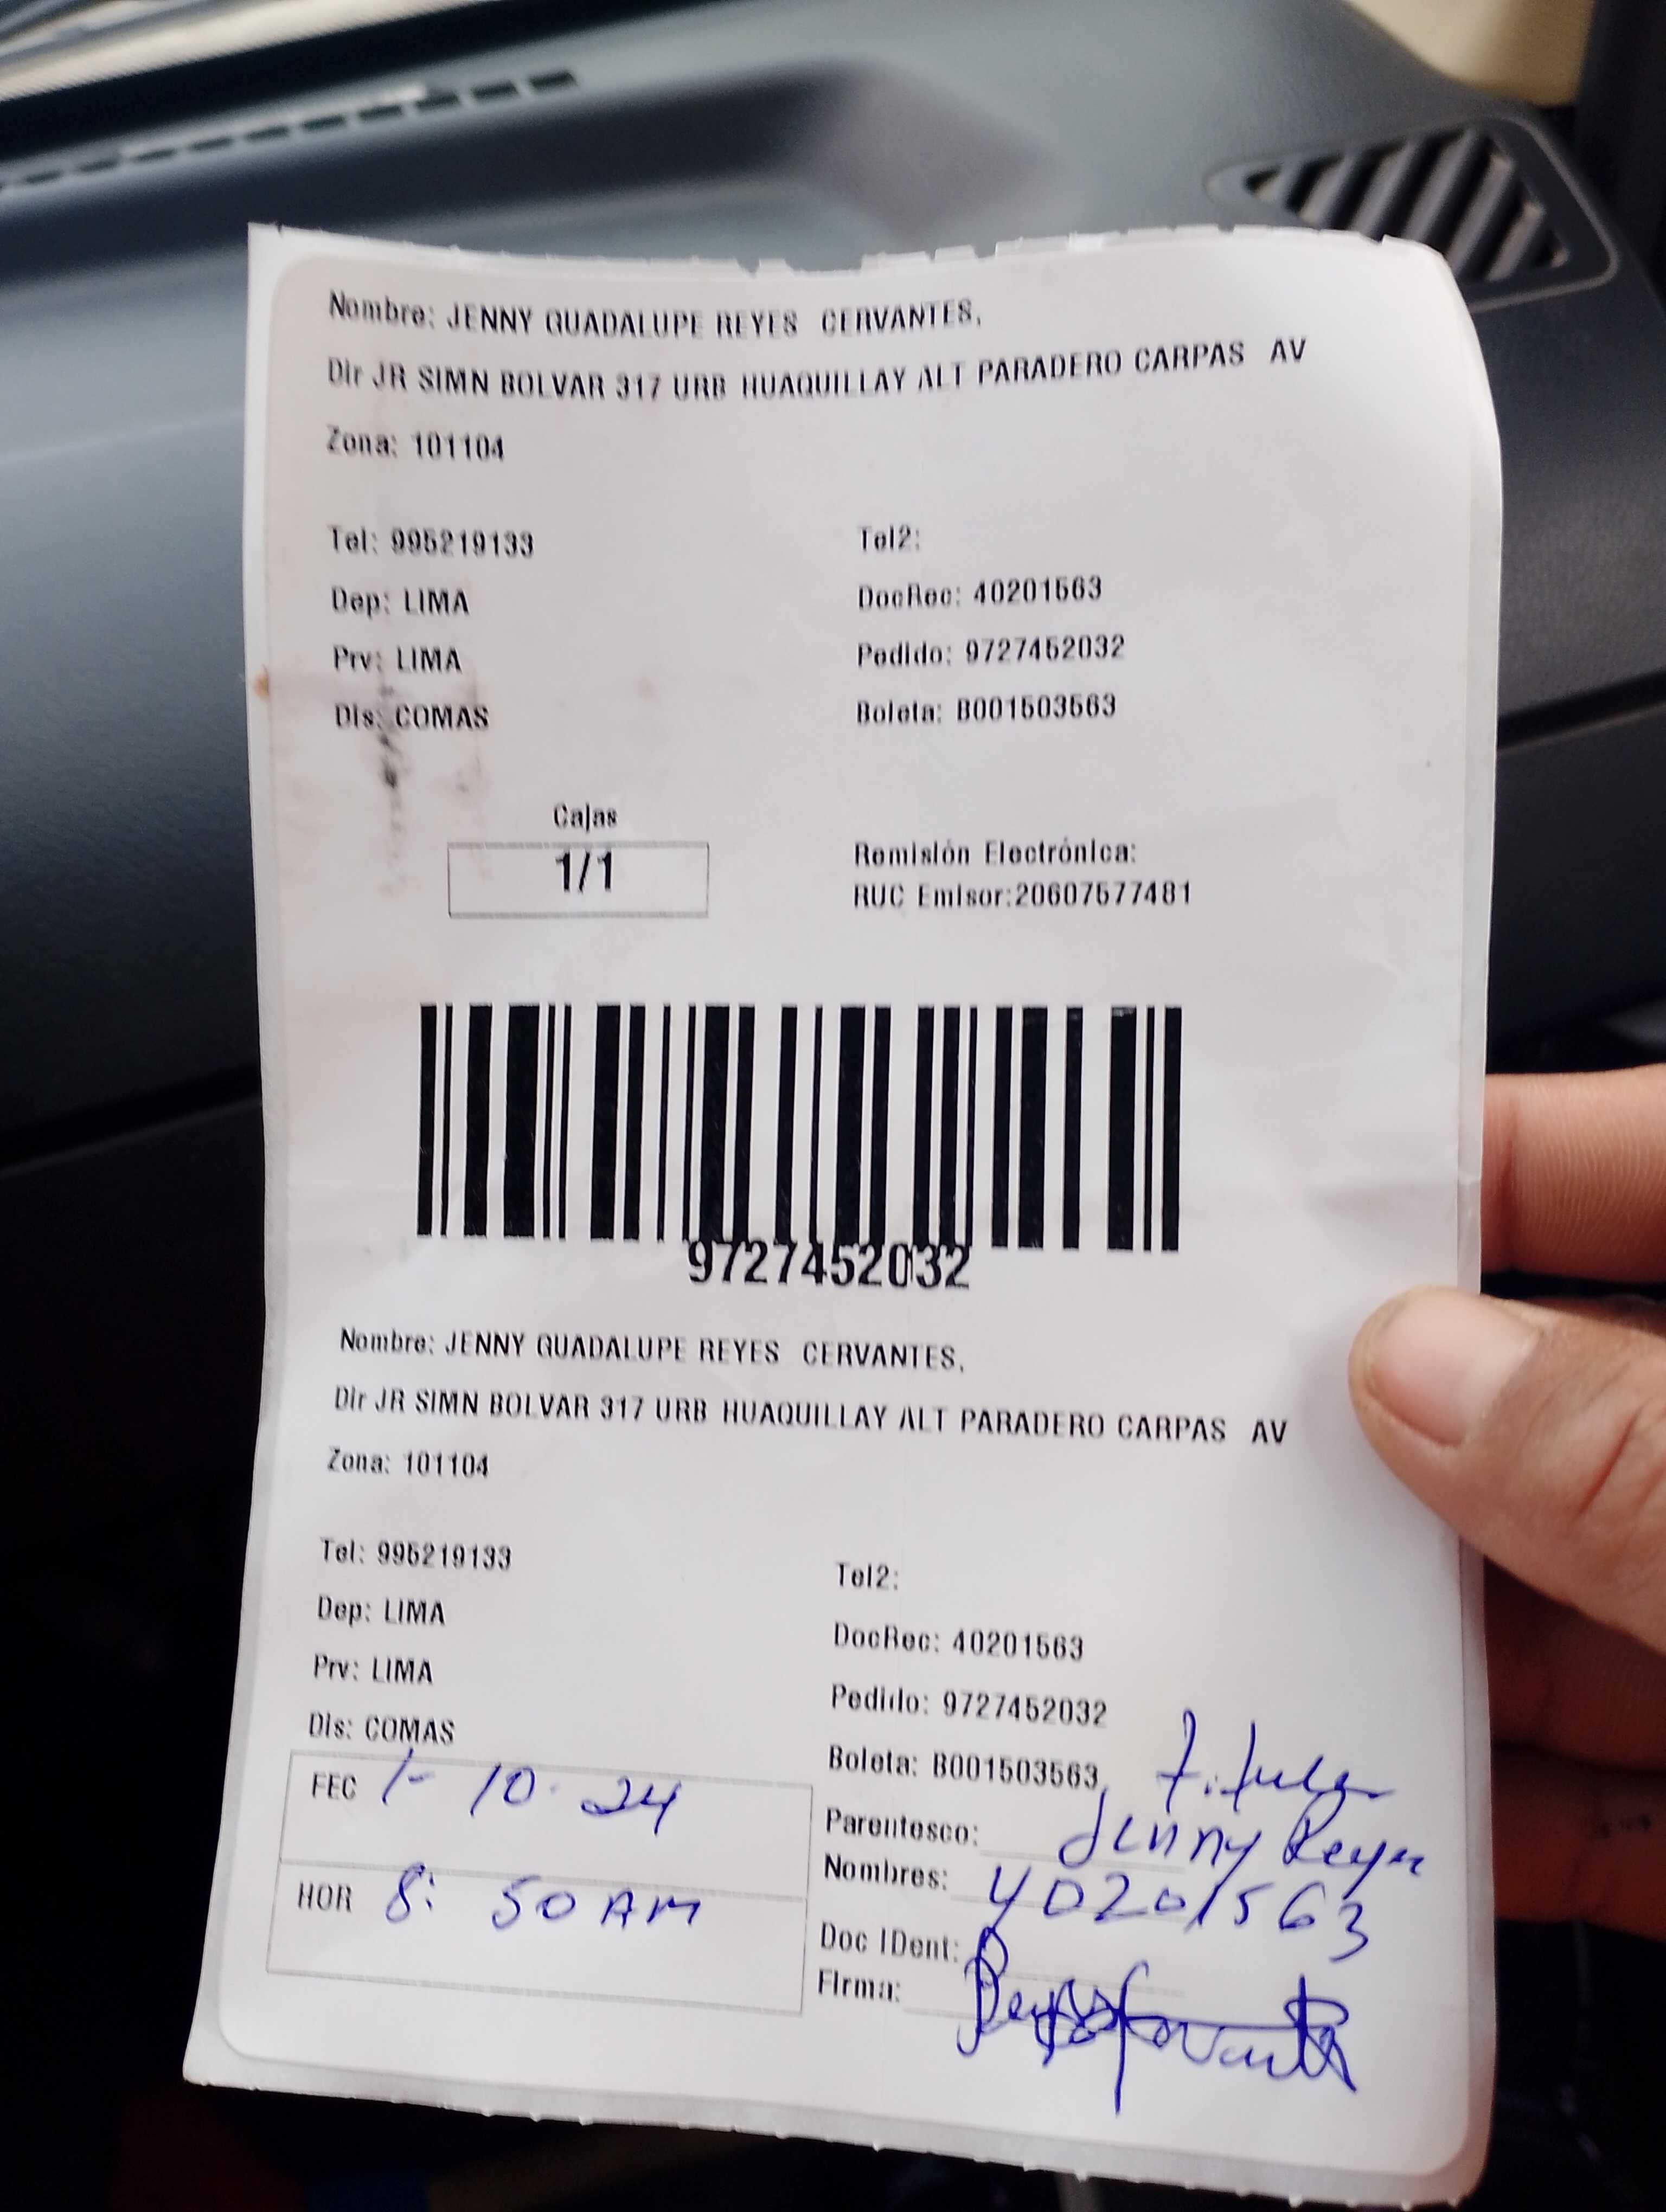 Nombre: JENNY GUADALUPE REYES CERVANTES,
Dir JR SIMN BOLVAR 317 URB HUAQUILLAY ALT PARADERO CARPAS AV
Zona: 101104
Tel: 995219133
Tel2:
Dep: LIMA
DocRec: 40201563
Prv: LIMA
Pedido: 9727452032
Dis: COMAS
Boleta: B001503563
Cajas
1/1
Remisión Electrónica:
RUC Emisor:20607577481
9727452032
Nombre: JENNY GUADALUPE REYES CERVANTES,
Dir JR SIMN BOLVAR 317 URB HUAQUILLAY ALT PARADERO CARPAS AV
Zona: 101104
Tel: 995219133
Tel2:
Dep: LIMA
DocRec: 40201563
Prv: LIMA
Pedido: 9727452032
Dis: COMAS
Boleta: B001503563
FEC 1- 10-24
Titular
Parentesco: Jenny Reyes
Nombres: 40201563
HOR 8:50 AM
Doc IDent:
Firma: